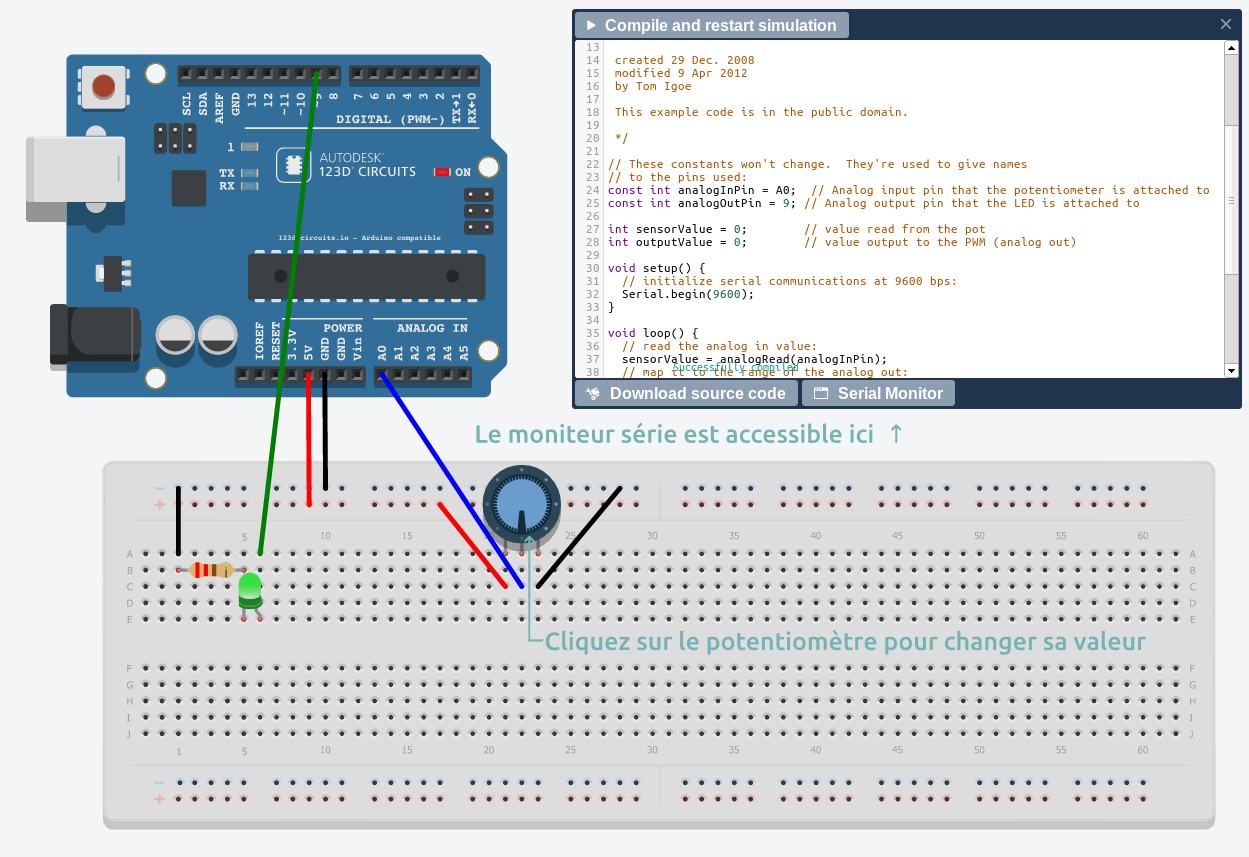 Compile and restart simulation ×
13
14 created 29 Dec. 2008
15 modified 9 Apr 2012
16 by Tom Igoe
17
18 This example code is in the public domain.
19
20 */
21
22 // These constants won't change.  They're used to give names
23 // to the pins used:
24 const int analogInPin = A0;  // Analog input pin that the potentiometer is attached to
25 const int analogOutPin = 9; // Analog output pin that the LED is attached to
26
27 int sensorValue = 0;        // value read from the pot
28 int outputValue = 0;        // value output to the PWM (analog out)
29
30 void setup() {
31   // initialize serial communications at 9600 bps:
32   Serial.begin(9600);
33 }
34
35 void loop() {
36   // read the analog in value:
37   sensorValue = analogRead(analogInPin);
Successfully compiled
38   // map it to the range of the analog out:
Download source code Serial Monitor
SCL SDA AREF GND 13 12 ~11 ~10 ~9 8 7 6 5 4 3 2 TX→1 RX←0
DIGITAL (PWM~)
1
TX
RX
AUTODESK
123D CIRCUITS
ON
123d.circuits.io - Arduino compatible
POWER ANALOG IN
IOREF RESET 3.3V 5V GND GND Vin A0 A1 A2 A3 A4 A5
Le moniteur série est accessible ici ↑
−
+
5 10 15 20 25 30 35 40 45 50 55 60
A A
B B
C C
D D
E E
Cliquez sur le potentiomètre pour changer sa valeur
F F
G G
H H
I I
J J
1 5 10 15 20 25 30 35 40 45 50 55 60
−
+